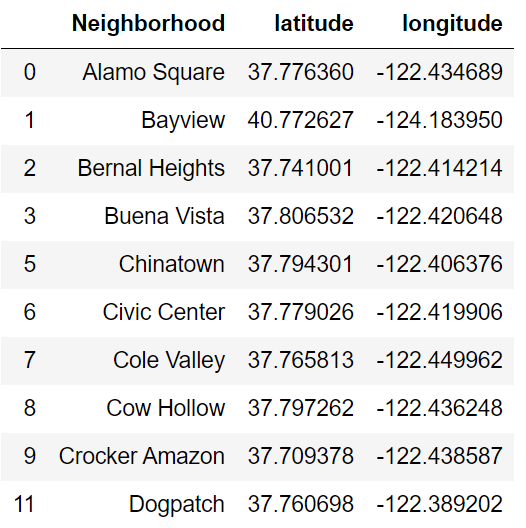 Neighborhood latitude longitude
0 Alamo Square 37.776360 -122.434689
1 Bayview 40.772627 -124.183950
2 Bernal Heights 37.741001 -122.414214
3 Buena Vista 37.806532 -122.420648
5 Chinatown 37.794301 -122.406376
6 Civic Center 37.779026 -122.419906
7 Cole Valley 37.765813 -122.449962
8 Cow Hollow 37.797262 -122.436248
9 Crocker Amazon 37.709378 -122.438587
11 Dogpatch 37.760698 -122.389202